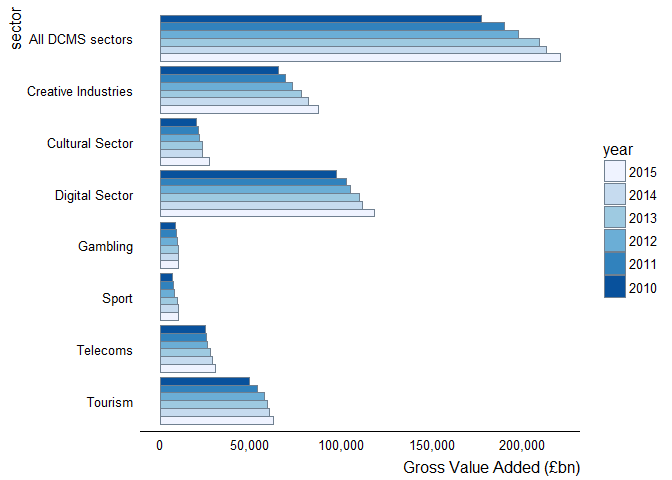 sector
All DCMS sectors
Creative Industries
Cultural Sector
Digital Sector
Gambling
Sport
Telecoms
Tourism
0 50,000 100,000 150,000 200,000
Gross Value Added (£bn)
year
2015
2014
2013
2012
2011
2010